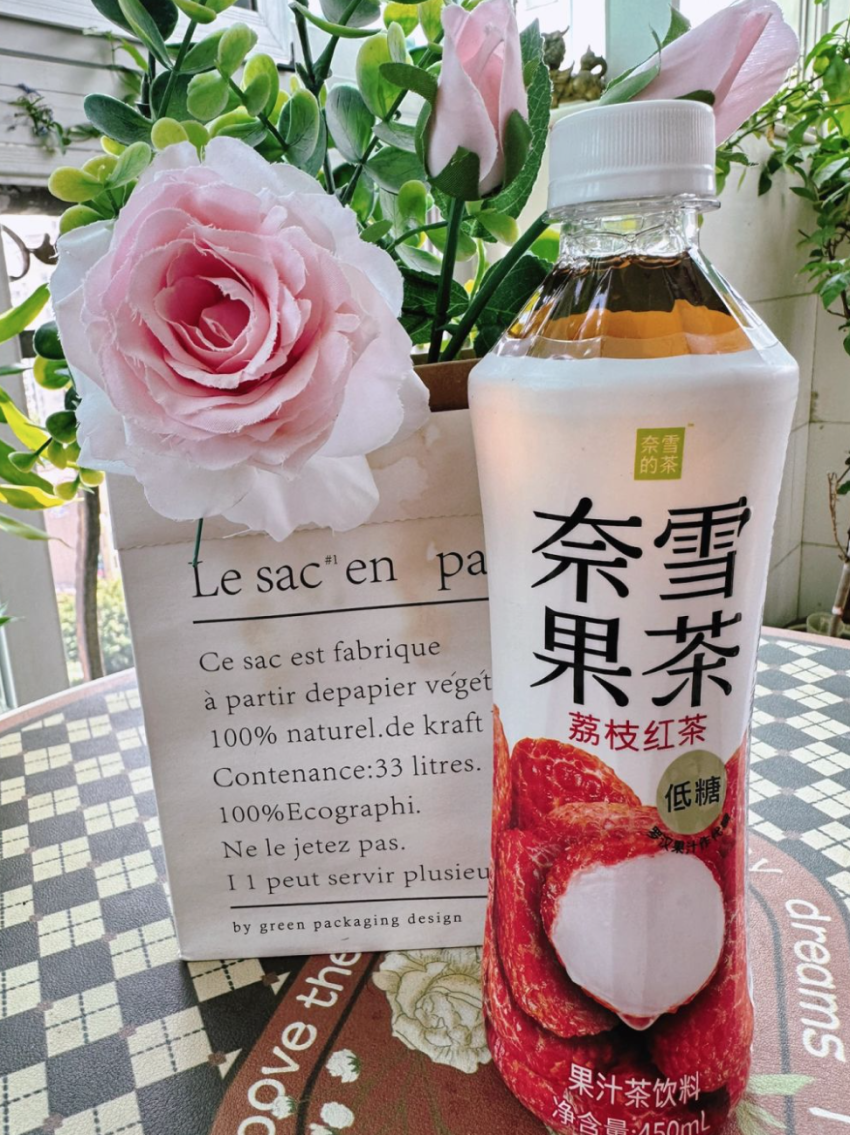 Le sac #1 en pa
Ce sac est fabrique
à partir depapier végét
100% naturel.de kraft
Contenance:33 litres.
100%Ecographi.
Ne le jetez pas.
I 1 peut servir plusieu
by green packaging design
奈雪
的茶
奈雪
果茶
荔枝红茶
低糖
果汁茶饮料
净含量:450mL
the
dreams